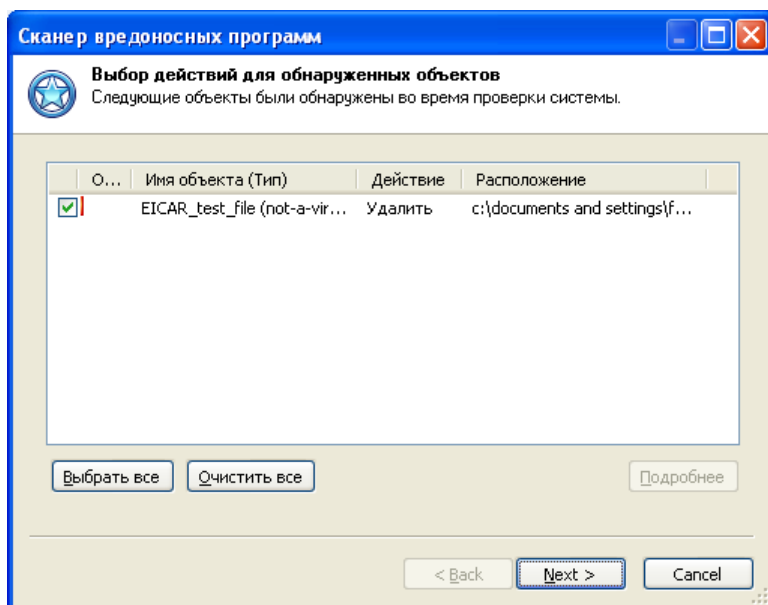 Сканер вредоносных программ
Выбор действий для обнаруженных объектов
Следующие объекты были обнаружены во время проверки системы.
О... Имя объекта (Тип) Действие Расположение
EICAR_test_file (not-a-vir... Удалить c:\documents and settings\f...
Выбрать все Очистить все Подробнее
< Back Next > Cancel